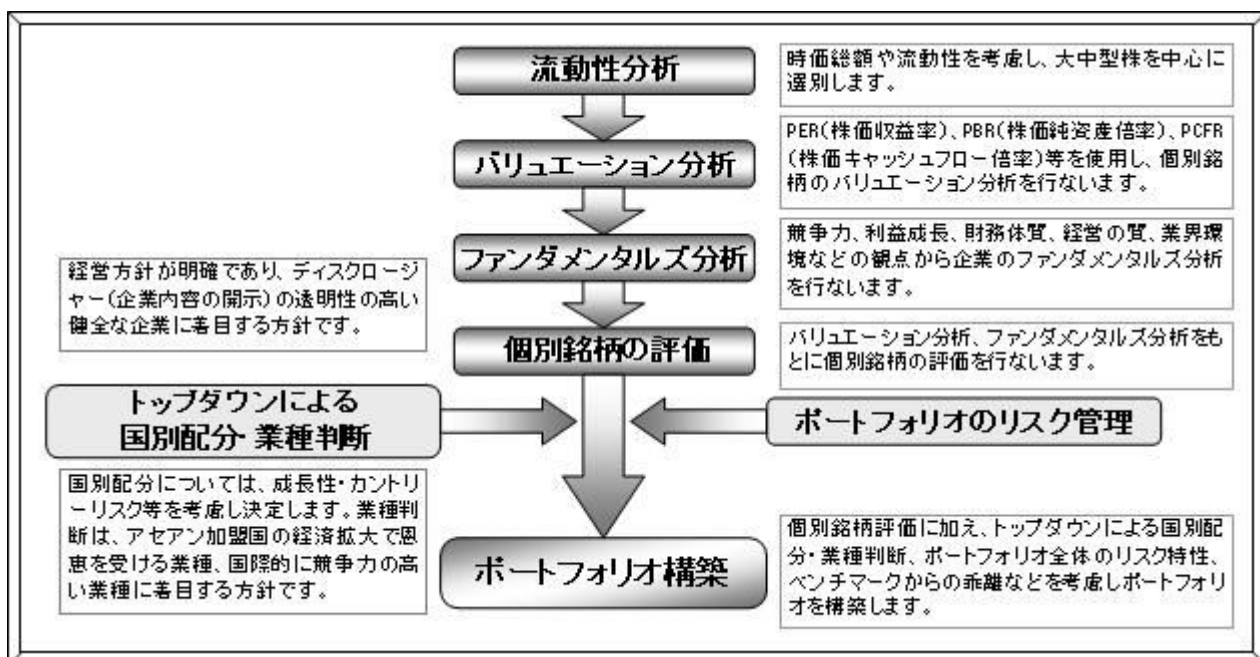 流動性分析
時価総額や流動性を考慮し、大中型株を中心に
選別します。
バリュエーション分析
PER(株価収益率)、PBR(株価純資産倍率)、PCFR
(株価キャッシュフロー倍率)等を使用し、個別銘
柄のバリュエーション分析を行ないます。
ファンダメンタルズ分析
競争力、利益成長、財務体質、経営の質、業界環
境などの観点から企業のファンダメンタルズ分析
を行ないます。
経営方針が明確であり、ディスクロージ
ャー(企業内容の開示)の透明性の高い
健全な企業に着目する方針です。
個別銘柄の評価
バリュエーション分析、ファンダメンタルズ分析をも
とに個別銘柄の評価を行ないます。
トップダウンによる
国別配分・業種判断
ポートフォリオのリスク管理
国別配分については、成長性・カントリ
ーリスク等を考慮し決定します。業種判
断は、アセアン加盟国の経済拡大で恩
恵を受ける業種、国際的に競争力の高
い業種に着目する方針です。
ポートフォリオ構築
個別銘柄評価に加え、トップダウンによる国別配
分・業種判断、ポートフォリオ全体のリスク特性、
ベンチマークからの乖離などを考慮しポートフォリ
オを構築します。